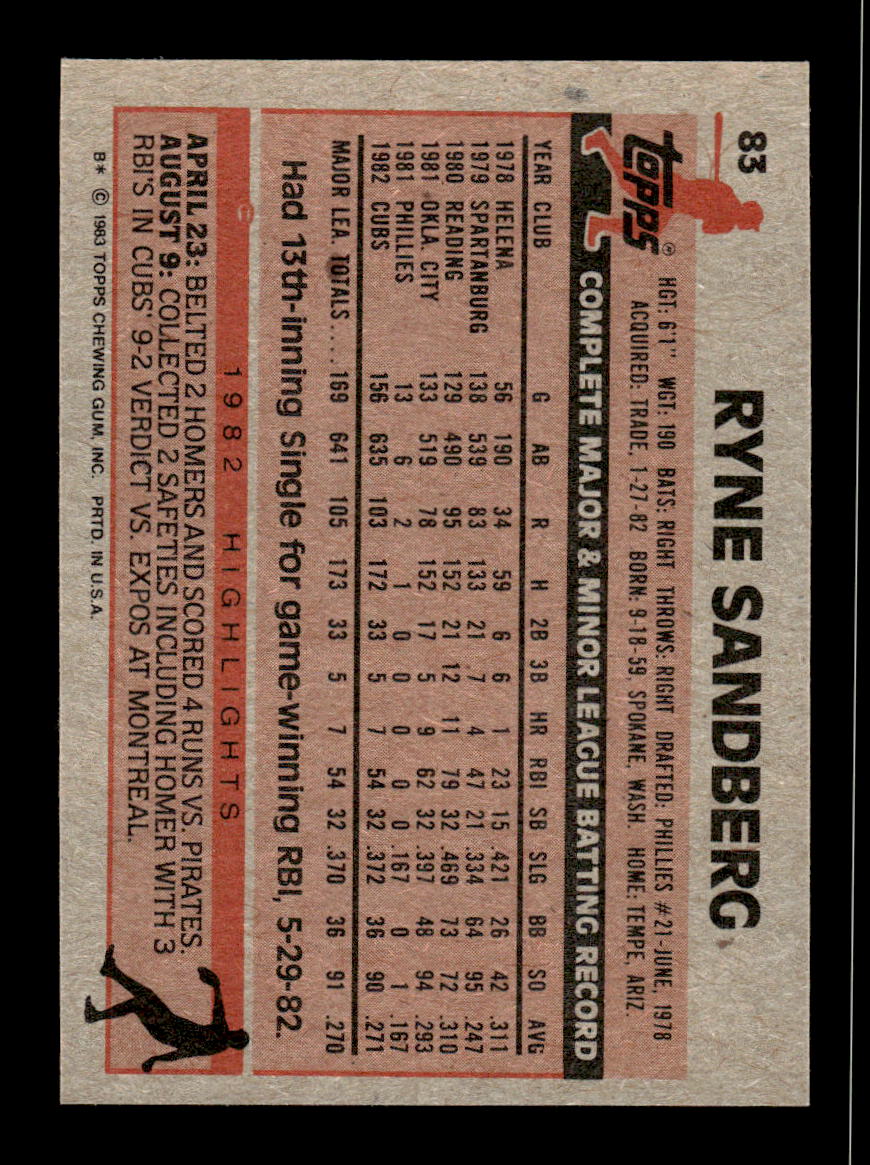 83
RYNE SANDBERG
Topps®
HGT: 6'1" WGT: 190 BATS: RIGHT THROWS: RIGHT DRAFTED: PHILLIES #21-JUNE, 1978
ACQUIRED: TRADE, 1-27-82 BORN: 9-18-59, SPOKANE, WASH. HOME: TEMPE, ARIZ.
COMPLETE MAJOR & MINOR LEAGUE BATTING RECORD
YEAR CLUB G AB R H 2B 3B HR RBI SB SLG BB SO AVG
1978 HELENA 56 190 34 59 6 6 1 23 15 .421 26 42 .311
1979 SPARTANBURG 138 539 83 133 21 7 4 47 21 .334 64 95 .247
1980 READING 129 490 95 152 21 12 11 79 32 .469 73 72 .310
1981 OKLA. CITY 133 519 78 152 17 5 9 62 32 .397 48 94 .293
1981 PHILLIES 13 6 2 1 0 0 0 0 0 .167 0 1 .167
1982 CUBS 156 635 103 172 33 5 7 54 32 .372 36 90 .271
MAJOR LEA. TOTALS.... 169 641 105 173 33 5 7 54 32 .370 36 91 .270
Had 13th-inning Single for game-winning RBI, 5-29-82.
1982 HIGHLIGHTS
APRIL 23: BELTED 2 HOMERS AND SCORED 4 RUNS VS. PIRATES.
AUGUST 9: COLLECTED 2 SAFETIES INCLUDING HOMER WITH 3
RBI'S IN CUBS' 9-2 VERDICT VS. EXPOS AT MONTREAL.
B* © 1983 TOPPS CHEWING GUM, INC. PRTD. IN U.S.A.